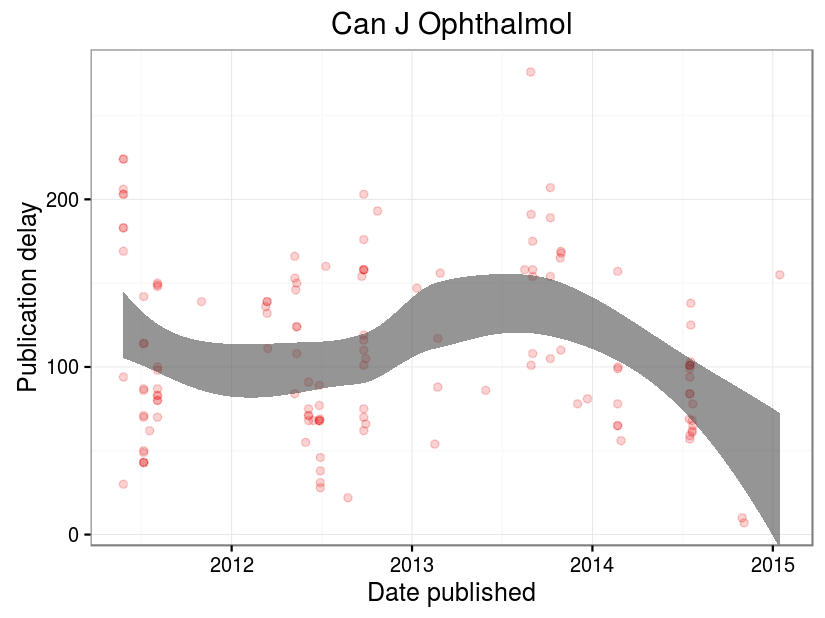 Can J Ophthalmol
Publication delay
200
100
0
2012 2013 2014 2015
Date published